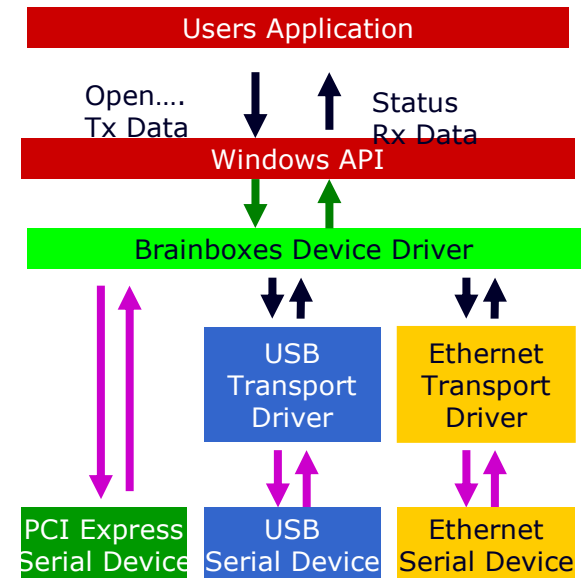 Users Application
Open….
Tx Data
Status
Rx Data
Windows API
Brainboxes Device Driver
USB
Transport
Driver
Ethernet
Transport
Driver
PCI Express
Serial Device
USB
Serial Device
Ethernet
Serial Device